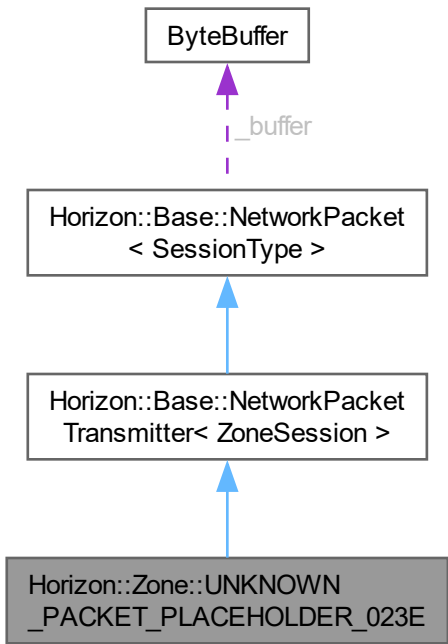 ByteBuffer
_buffer
Horizon::Base::NetworkPacket
< SessionType >
Horizon::Base::NetworkPacket
Transmitter< ZoneSession >
Horizon::Zone::UNKNOWN
_PACKET_PLACEHOLDER_023E